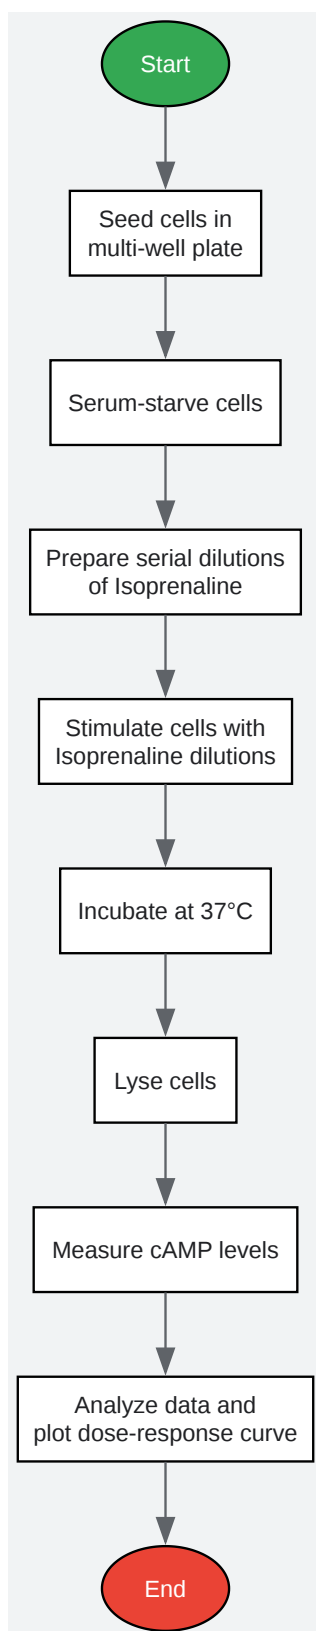 Start
Seed cells in
multi-well plate
Serum-starve cells
Prepare serial dilutions
of Isoprenaline
Stimulate cells with
Isoprenaline dilutions
Incubate at 37°C
Lyse cells
Measure cAMP levels
Analyze data and
plot dose-response curve
End